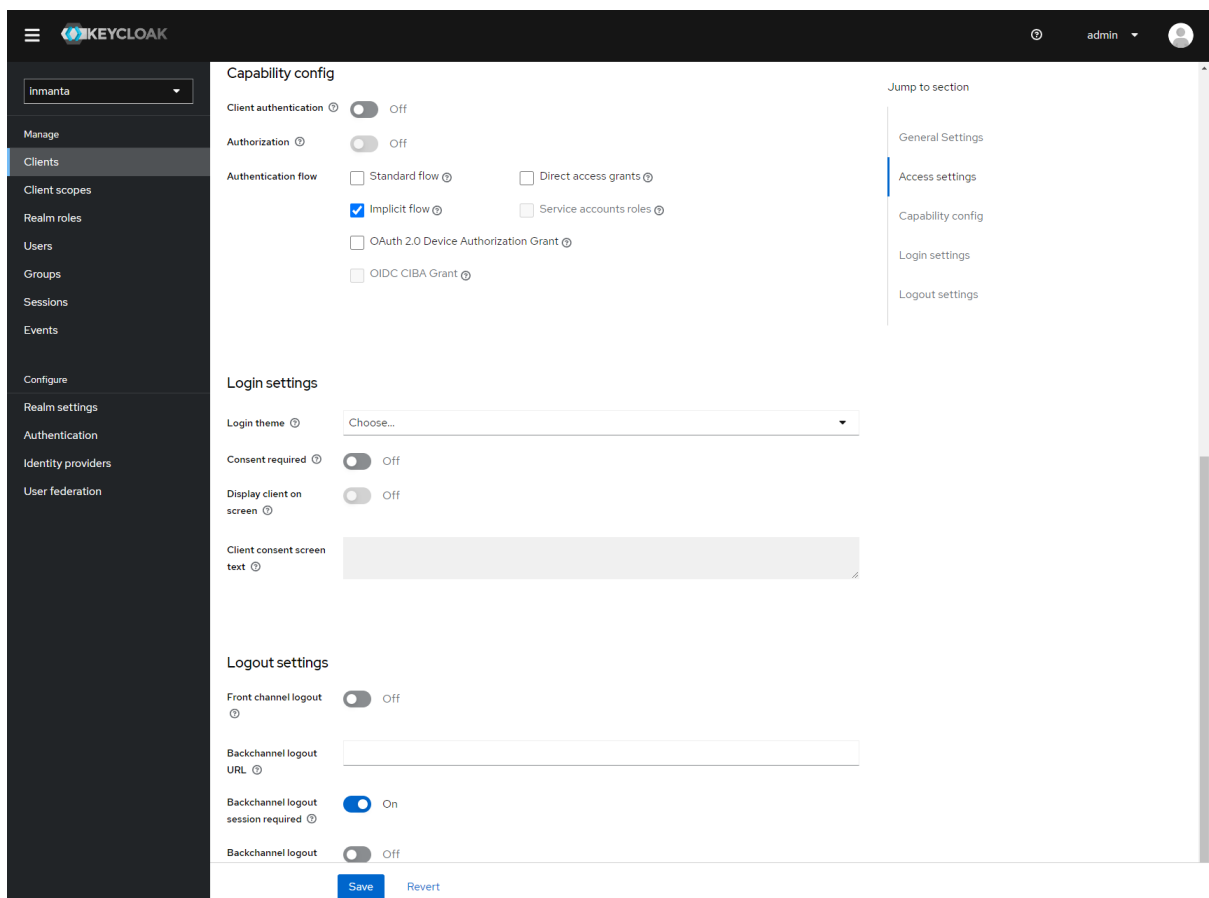 KEYCLOAK
admin
inmanta
Manage
Clients
Client scopes
Realm roles
Users
Groups
Sessions
Events
Configure
Realm settings
Authentication
Identity providers
User federation
Capability config
Client authentication
Off
Authorization
Off
Authentication flow
Standard flow
Direct access grants
Implicit flow
Service accounts roles
OAuth 2.0 Device Authorization Grant
OIDC CIBA Grant
Login settings
Login theme
Choose...
Consent required
Off
Display client on
screen
Off
Client consent screen
text
Logout settings
Front channel logout
Off
Backchannel logout
URL
Backchannel logout
session required
On
Backchannel logout
Off
Save
Revert
Jump to section
General Settings
Access settings
Capability config
Login settings
Logout settings